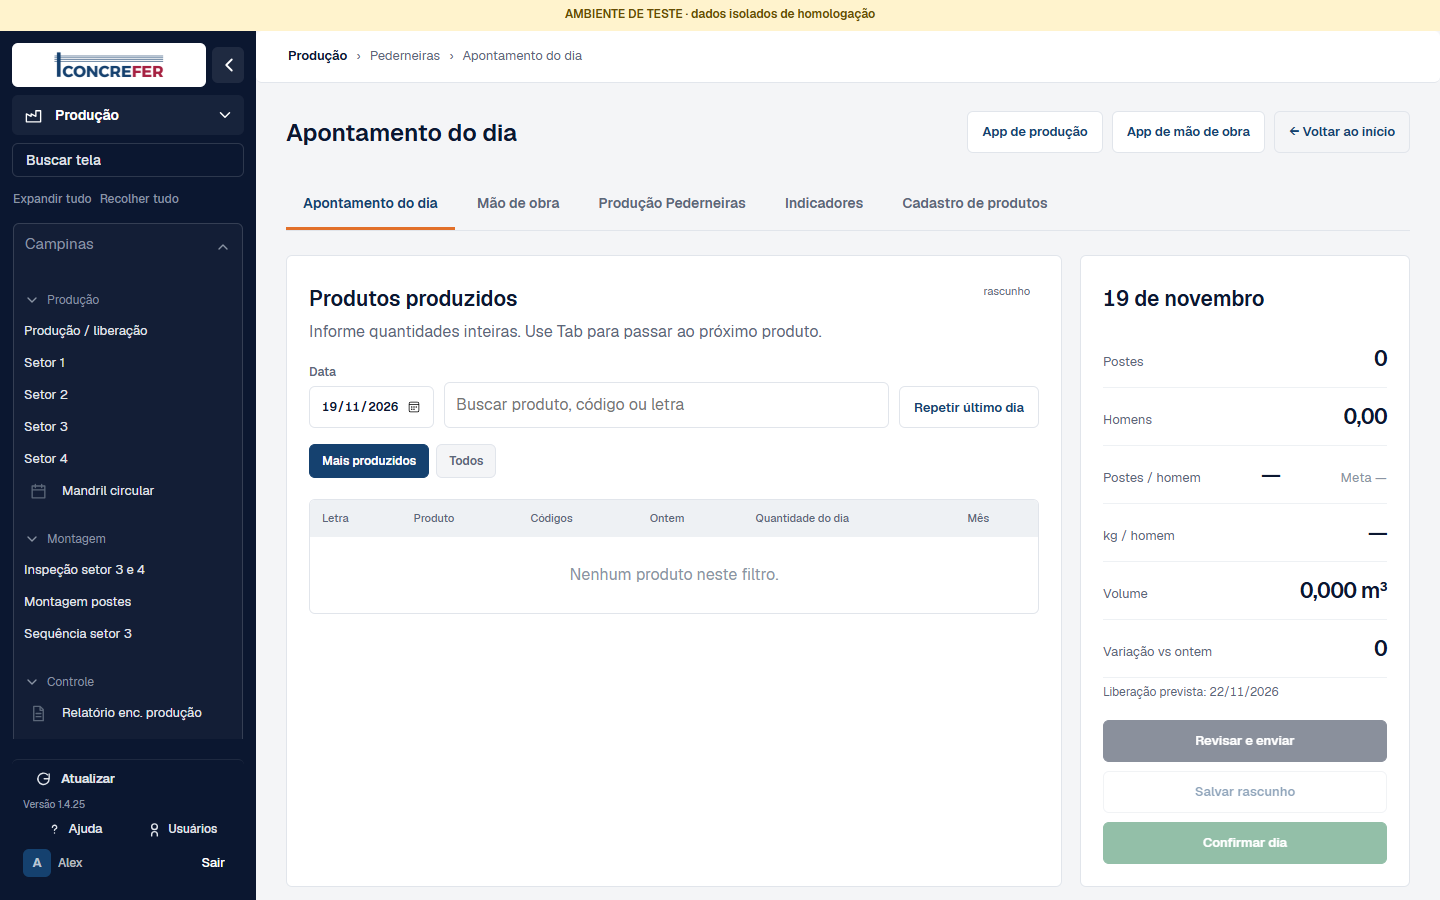 AMBIENTE DE TESTE · dados isolados de homologação
CONCREFER
Produção
Buscar tela
Expandir tudo Recolher tudo
Campinas
Produção
Produção / liberação
Setor 1
Setor 2
Setor 3
Setor 4
Mandril circular
Montagem
Inspeção setor 3 e 4
Montagem postes
Sequência setor 3
Controle
Relatório enc. produção
Atualizar
Versão 1.4.25
? Ajuda Usuários
A Alex Sair
Produção › Pederneiras › Apontamento do dia
Apontamento do dia
App de produção App de mão de obra ← Voltar ao início
Apontamento do dia Mão de obra Produção Pederneiras Indicadores Cadastro de produtos
Produtos produzidos rascunho
Informe quantidades inteiras. Use Tab para passar ao próximo produto.
Data
19/11/2026 Buscar produto, código ou letra Repetir último dia
Mais produzidos Todos
Letra Produto Códigos Ontem Quantidade do dia Mês
Nenhum produto neste filtro.
19 de novembro
Postes 0
Homens 0,00
Postes / homem — Meta —
kg / homem —
Volume 0,000 m³
Variação vs ontem 0
Liberação prevista: 22/11/2026
Revisar e enviar
Salvar rascunho
Confirmar dia